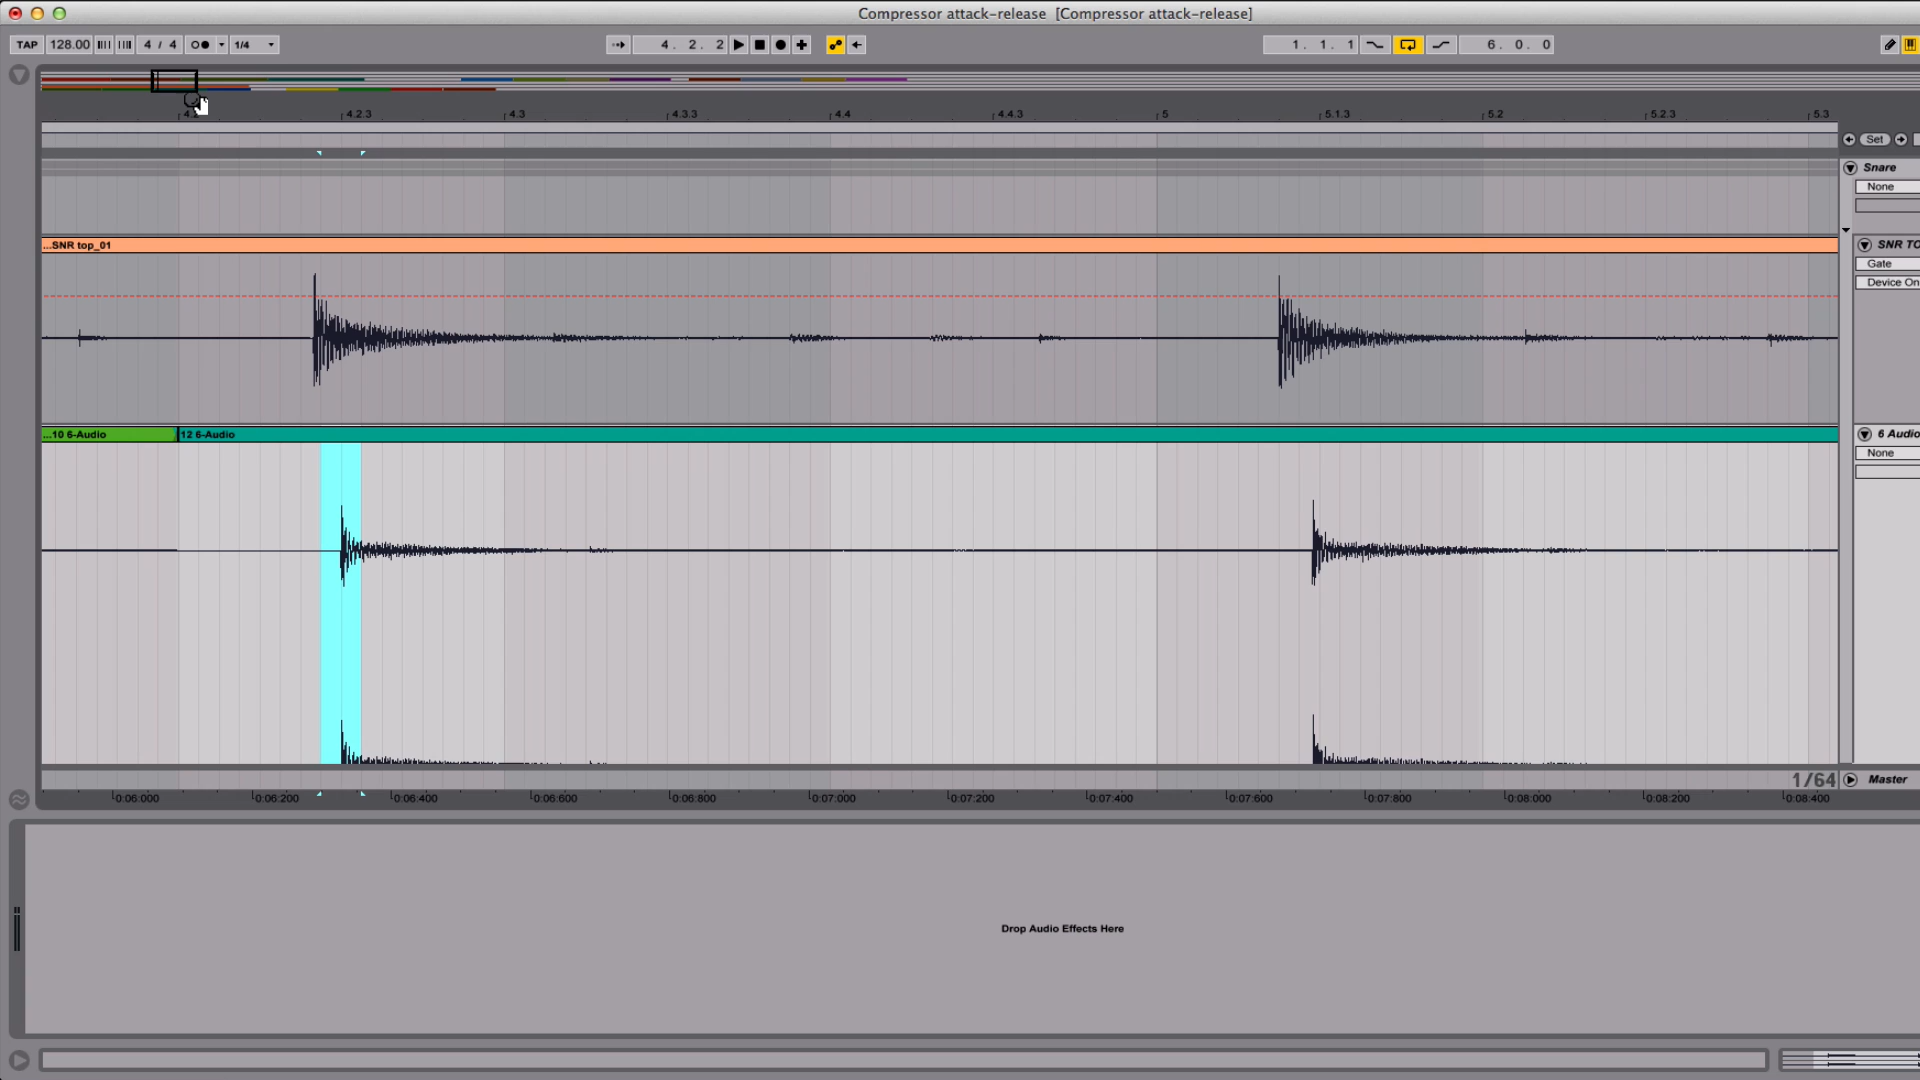 Compressor attack-release [Compressor attack-release]
TAP 128.00 4 / 4 1/4 4. 2. 2 1. 1. 1 6. 0. 0
4.2.3 4.3 4.3.3 4.4 4.4.3 5 5.1.3 5.2 5.2.3 5.3
Set
Snare
None
...SNR top_01
SNR TO
Gate
Device On
...10 6-Audio 12 6-Audio
6 Audio
None
1/64 Master
0:06:000 0:06:200 0:06:400 0:06:600 0:06:800 0:07:000 0:07:200 0:07:400 0:07:600 0:07:800 0:08:000 0:08:200 0:08:400
Drop Audio Effects Here